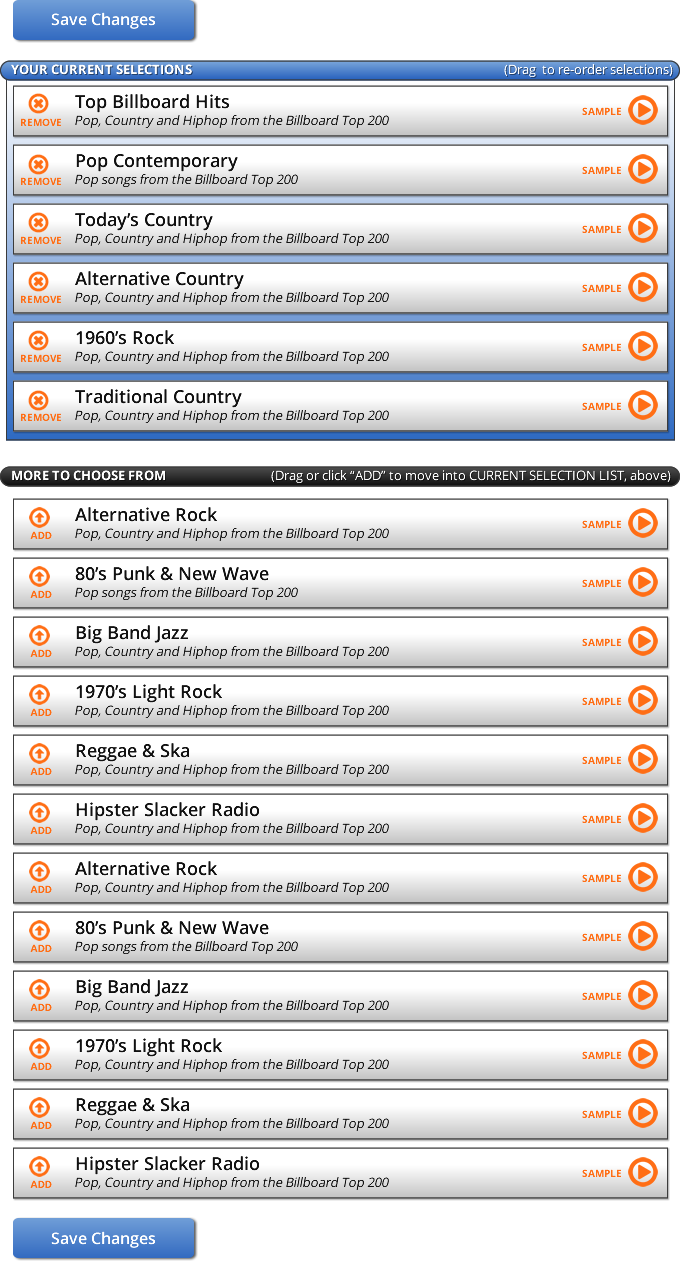 Save Changes
YOUR CURRENT SELECTIONS (Drag to re-order selections)
Top Billboard Hits
REMOVE Pop, Country and Hiphop from the Billboard Top 200 SAMPLE
Pop Contemporary
REMOVE Pop songs from the Billboard Top 200 SAMPLE
Today’s Country
REMOVE Pop, Country and Hiphop from the Billboard Top 200 SAMPLE
Alternative Country
REMOVE Pop, Country and Hiphop from the Billboard Top 200 SAMPLE
1960’s Rock
REMOVE Pop, Country and Hiphop from the Billboard Top 200 SAMPLE
Traditional Country
REMOVE Pop, Country and Hiphop from the Billboard Top 200 SAMPLE
MORE TO CHOOSE FROM (Drag or click “ADD” to move into CURRENT SELECTION LIST, above)
Alternative Rock
ADD Pop, Country and Hiphop from the Billboard Top 200 SAMPLE
80’s Punk & New Wave
ADD Pop songs from the Billboard Top 200 SAMPLE
Big Band Jazz
ADD Pop, Country and Hiphop from the Billboard Top 200 SAMPLE
1970’s Light Rock
ADD Pop, Country and Hiphop from the Billboard Top 200 SAMPLE
Reggae & Ska
ADD Pop, Country and Hiphop from the Billboard Top 200 SAMPLE
Hipster Slacker Radio
ADD Pop, Country and Hiphop from the Billboard Top 200 SAMPLE
Alternative Rock
ADD Pop, Country and Hiphop from the Billboard Top 200 SAMPLE
80’s Punk & New Wave
ADD Pop songs from the Billboard Top 200 SAMPLE
Big Band Jazz
ADD Pop, Country and Hiphop from the Billboard Top 200 SAMPLE
1970’s Light Rock
ADD Pop, Country and Hiphop from the Billboard Top 200 SAMPLE
Reggae & Ska
ADD Pop, Country and Hiphop from the Billboard Top 200 SAMPLE
Hipster Slacker Radio
ADD Pop, Country and Hiphop from the Billboard Top 200 SAMPLE
Save Changes